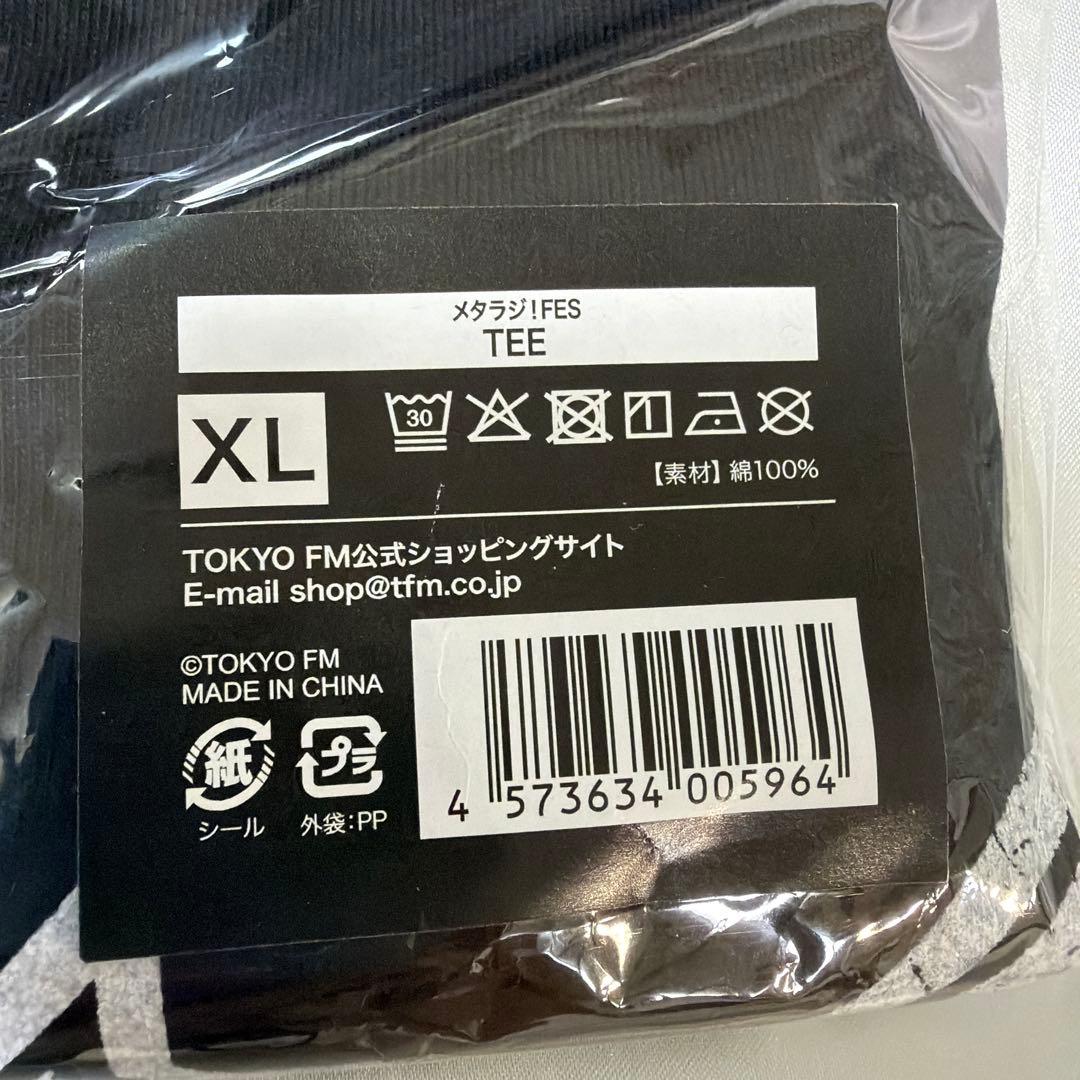 メタラジ!FES
TEE
XL
30
【素材】綿100%
TOKYO FM公式ショッピングサイト
E-mail shop@tfm.co.jp
©TOKYO FM
MADE IN CHINA
紙
プラ
シール
外袋:PP
4 573634 005964